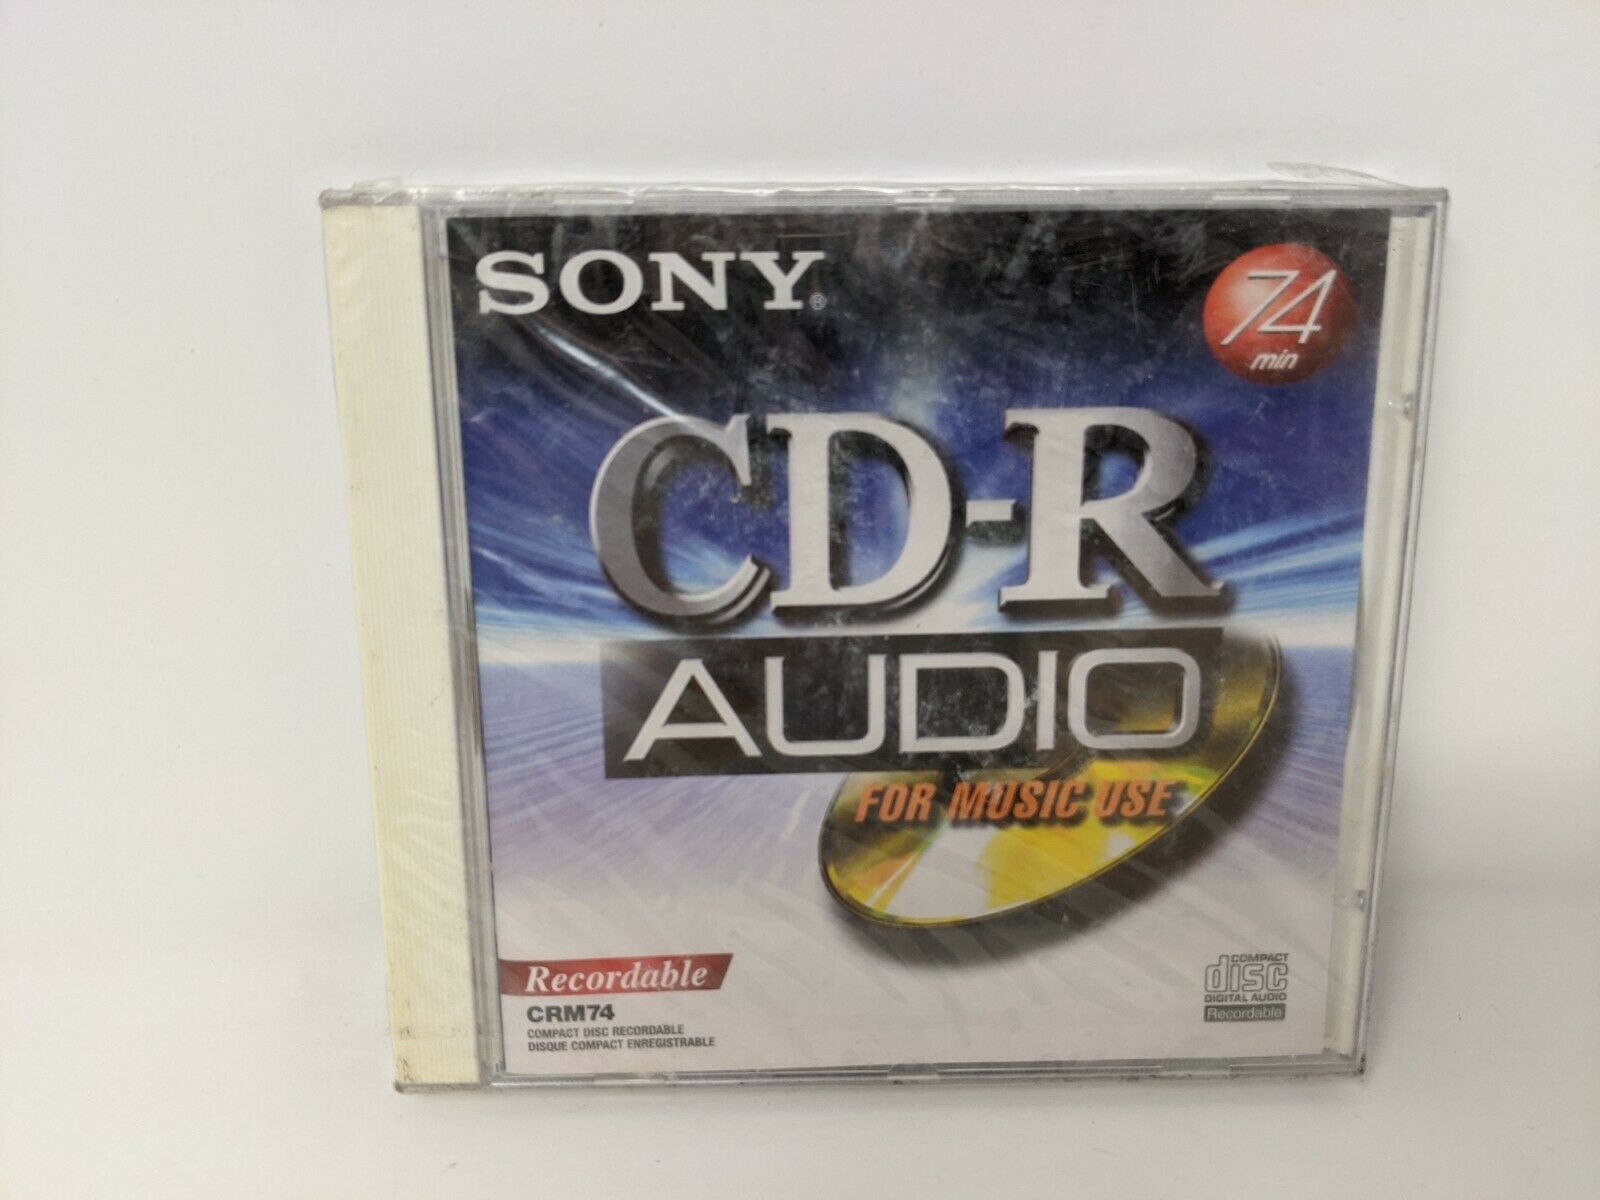 SONY®
74
min
CD-R
AUDIO
FOR MUSIC USE
Recordable
CRM74
COMPACT DISC RECORDABLE
DISQUE COMPACT ENREGISTRABLE
COMPACT
disc
DIGITAL AUDIO
Recordable